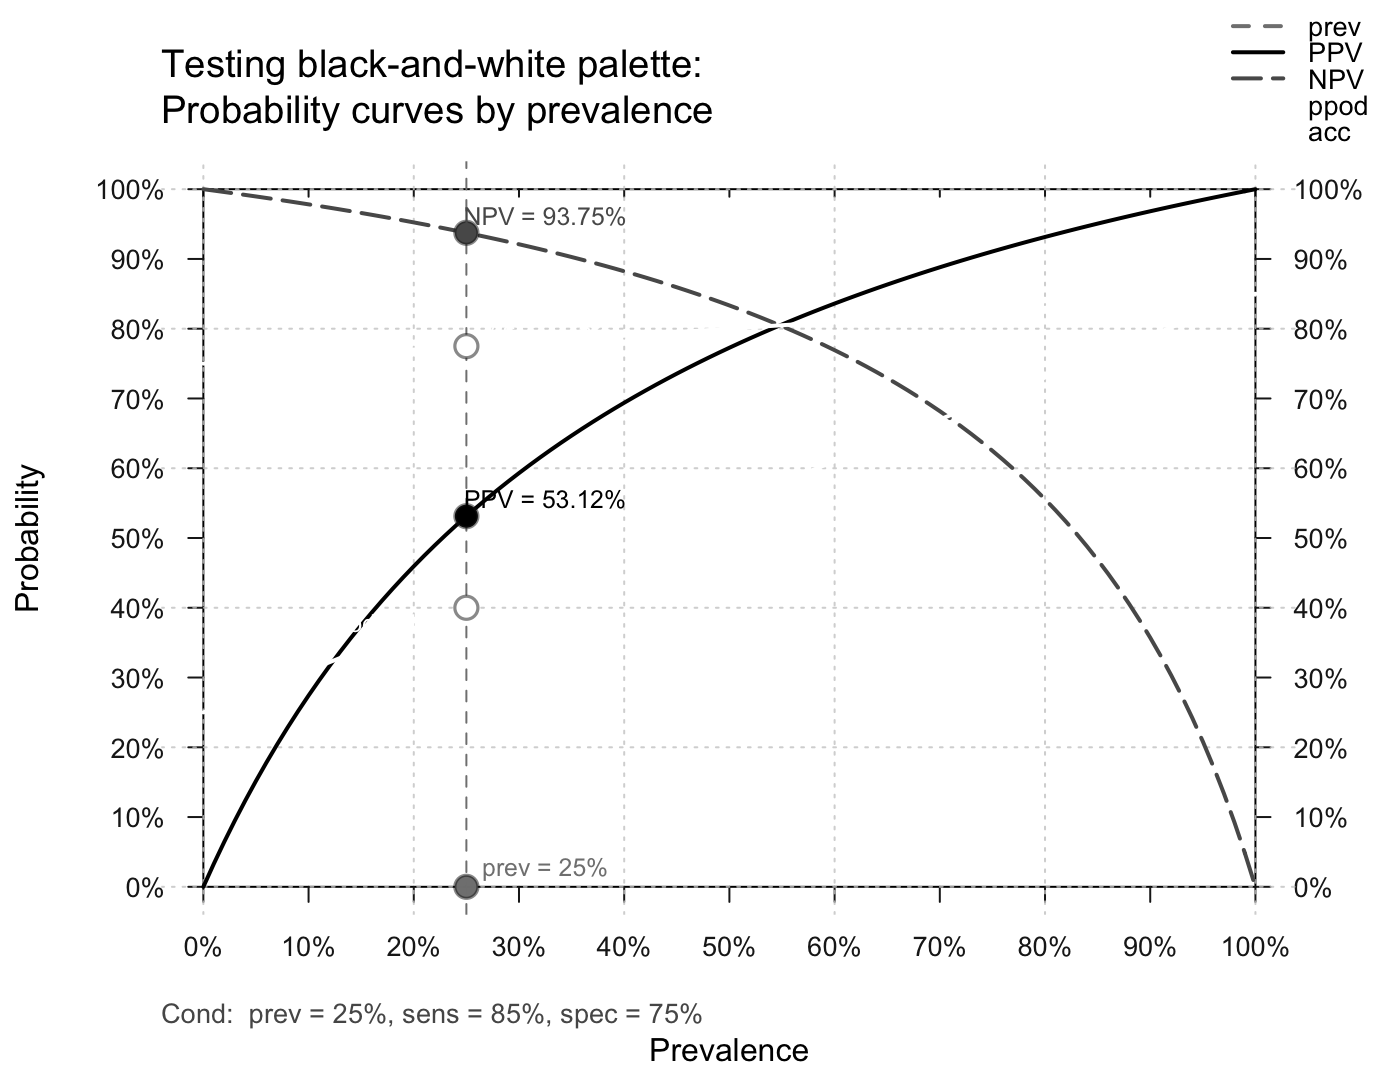 prev
PPV
NPV
ppod
acc
Testing black-and-white palette:
Probability curves by prevalence
100%
90%
80%
70%
60%
50%
40%
30%
20%
10%
0%
Probability
NPV = 93.75%
PPV = 53.12%
prev = 25%
100%
90%
80%
70%
60%
50%
40%
30%
20%
10%
0%
0% 10% 20% 30% 40% 50% 60% 70% 80% 90% 100%
Cond: prev = 25%, sens = 85%, spec = 75%
Prevalence